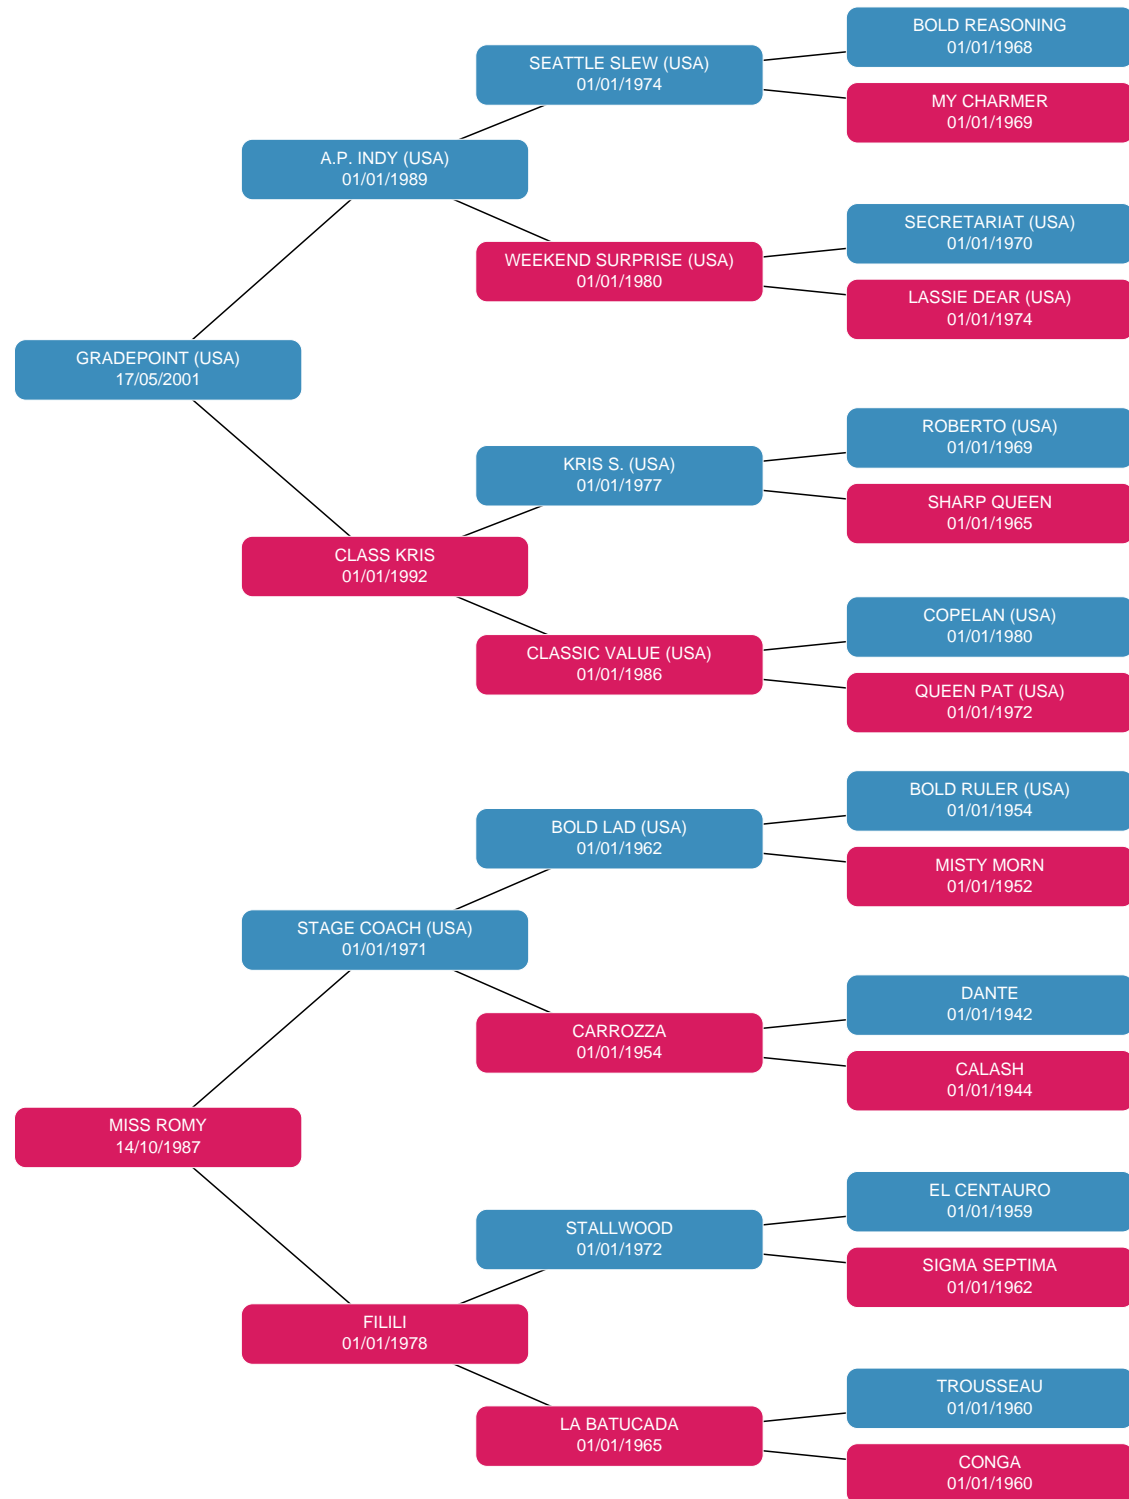 BOLD REASONING
01/01/1968
SEATTLE SLEW (USA)
01/01/1974
MY CHARMER
01/01/1969
A.P. INDY (USA)
01/01/1989
SECRETARIAT (USA)
01/01/1970
WEEKEND SURPRISE (USA)
01/01/1980
LASSIE DEAR (USA)
01/01/1974
GRADEPOINT (USA)
17/05/2001
ROBERTO (USA)
01/01/1969
KRIS S. (USA)
01/01/1977
SHARP QUEEN
01/01/1965
CLASS KRIS
01/01/1992
COPELAN (USA)
01/01/1980
CLASSIC VALUE (USA)
01/01/1986
QUEEN PAT (USA)
01/01/1972
BOLD RULER (USA)
01/01/1954
BOLD LAD (USA)
01/01/1962
MISTY MORN
01/01/1952
STAGE COACH (USA)
01/01/1971
DANTE
01/01/1942
CARROZZA
01/01/1954
CALASH
01/01/1944
MISS ROMY
14/10/1987
EL CENTAURO
01/01/1959
STALLWOOD
01/01/1972
SIGMA SEPTIMA
01/01/1962
FILILI
01/01/1978
TROUSSEAU
01/01/1960
LA BATUCADA
01/01/1965
CONGA
01/01/1960